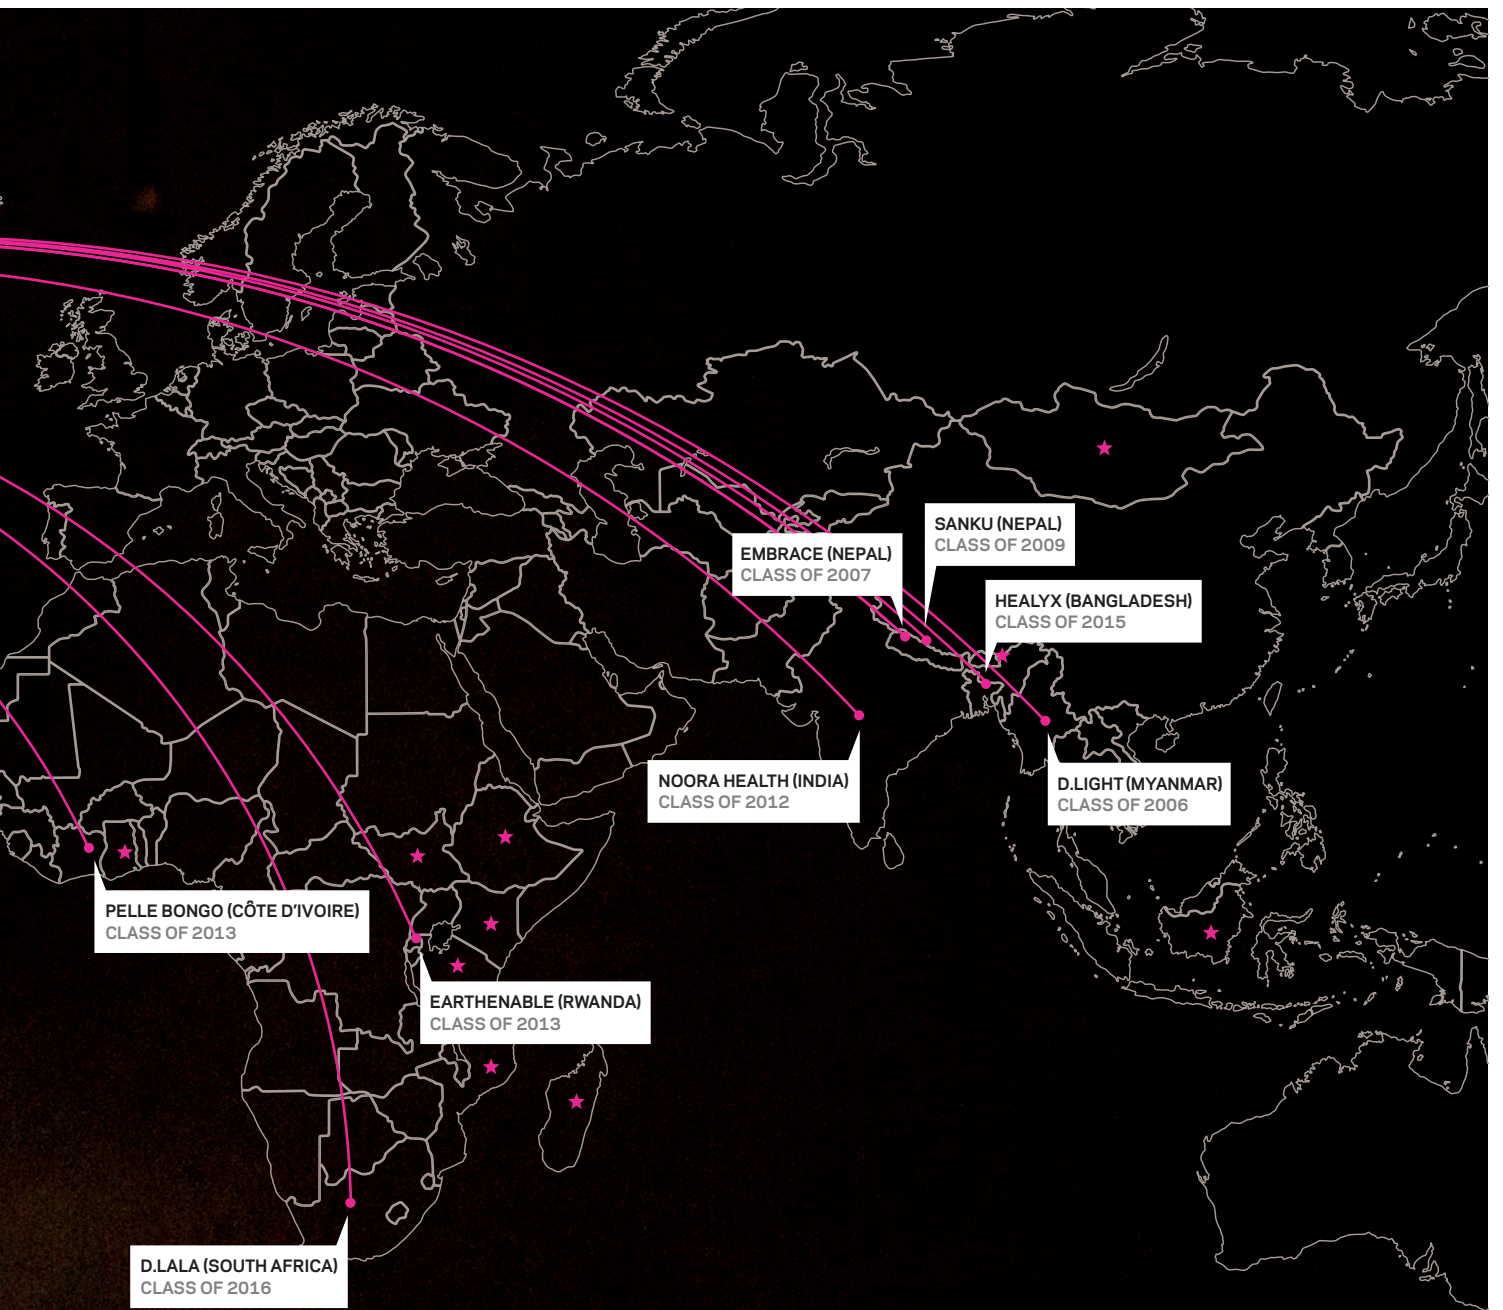 SANKU (NEPAL)
CLASS OF 2009
EMBRACE (NEPAL)
CLASS OF 2007
HEALYX (BANGLADESH)
CLASS OF 2015
NOORA HEALTH (INDIA)
CLASS OF 2012
D.LIGHT (MYANMAR)
CLASS OF 2006
PELLE BONGO (CÔTE D'IVOIRE)
CLASS OF 2013
EARTHENABLE (RWANDA)
CLASS OF 2013
D.LALA (SOUTH AFRICA)
CLASS OF 2016